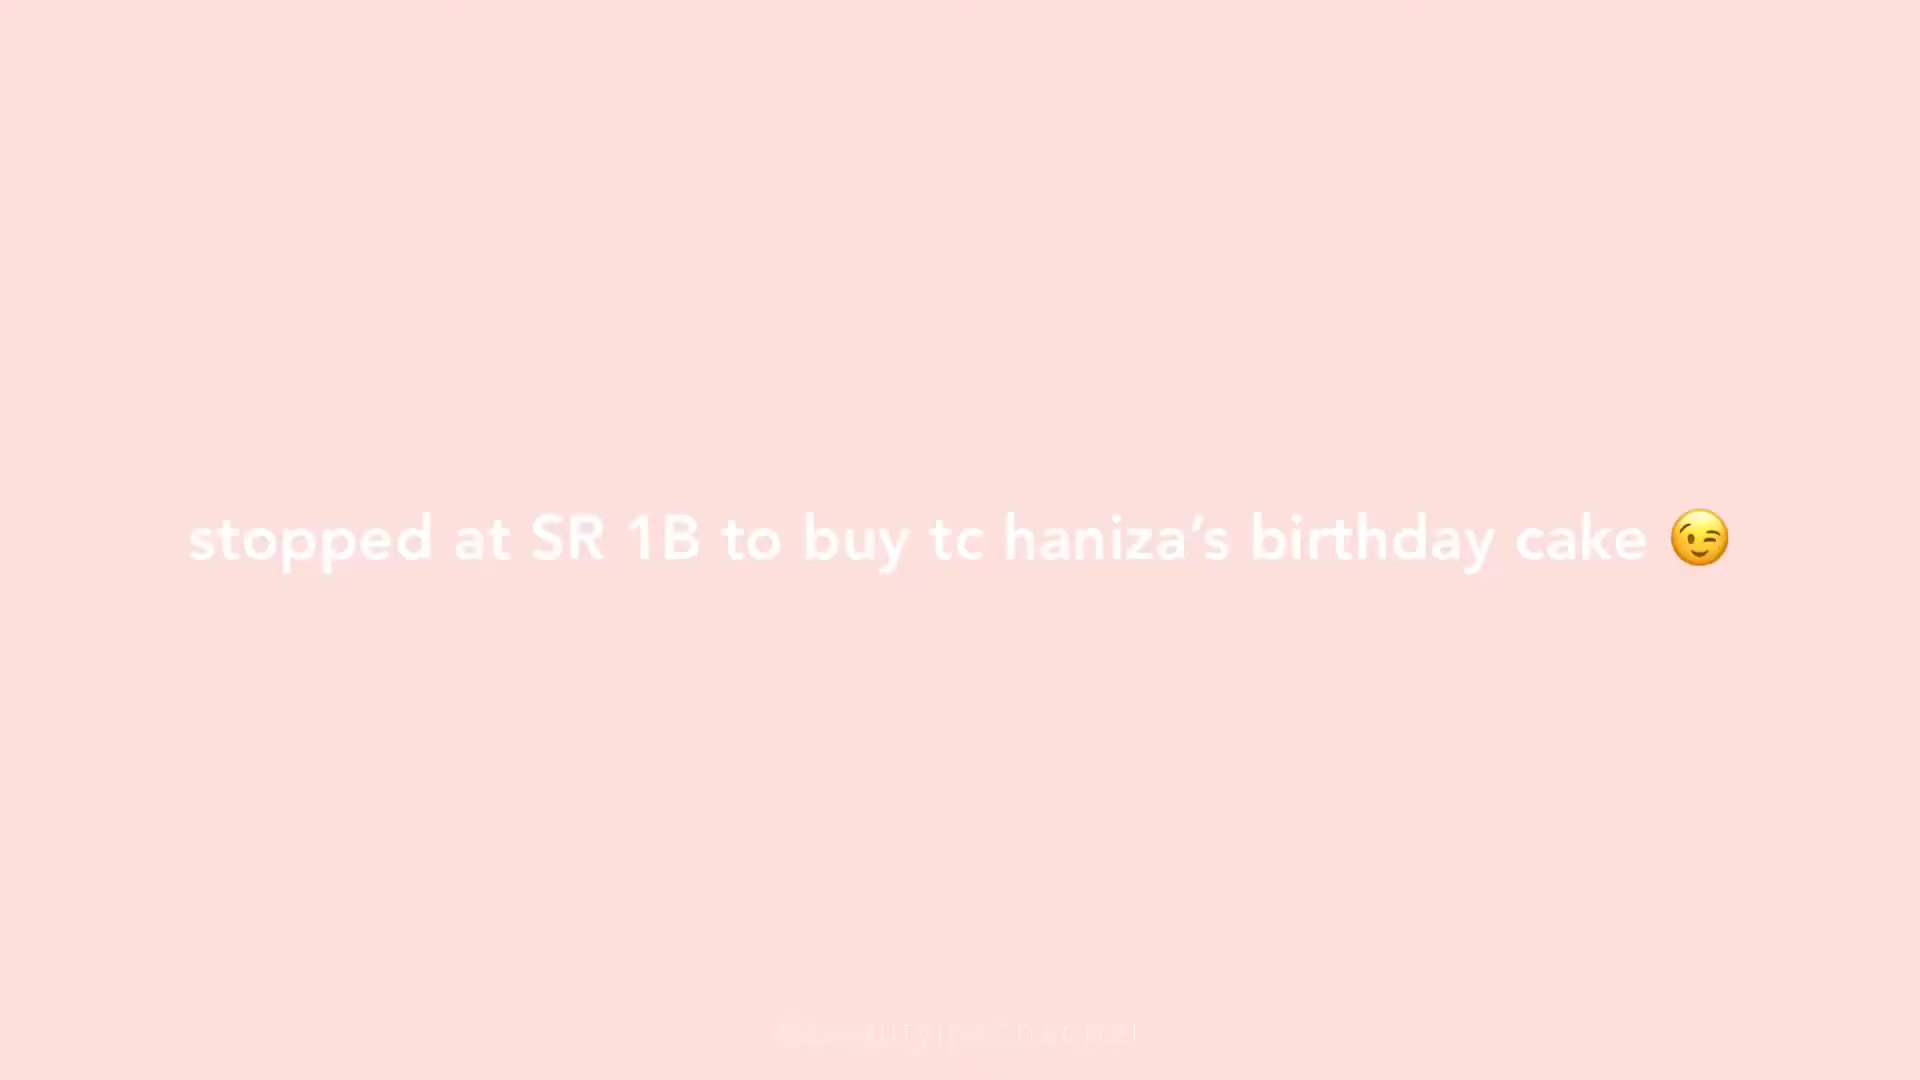 stopped at SR 1B to buy tc haniza’s birthday cake 😉